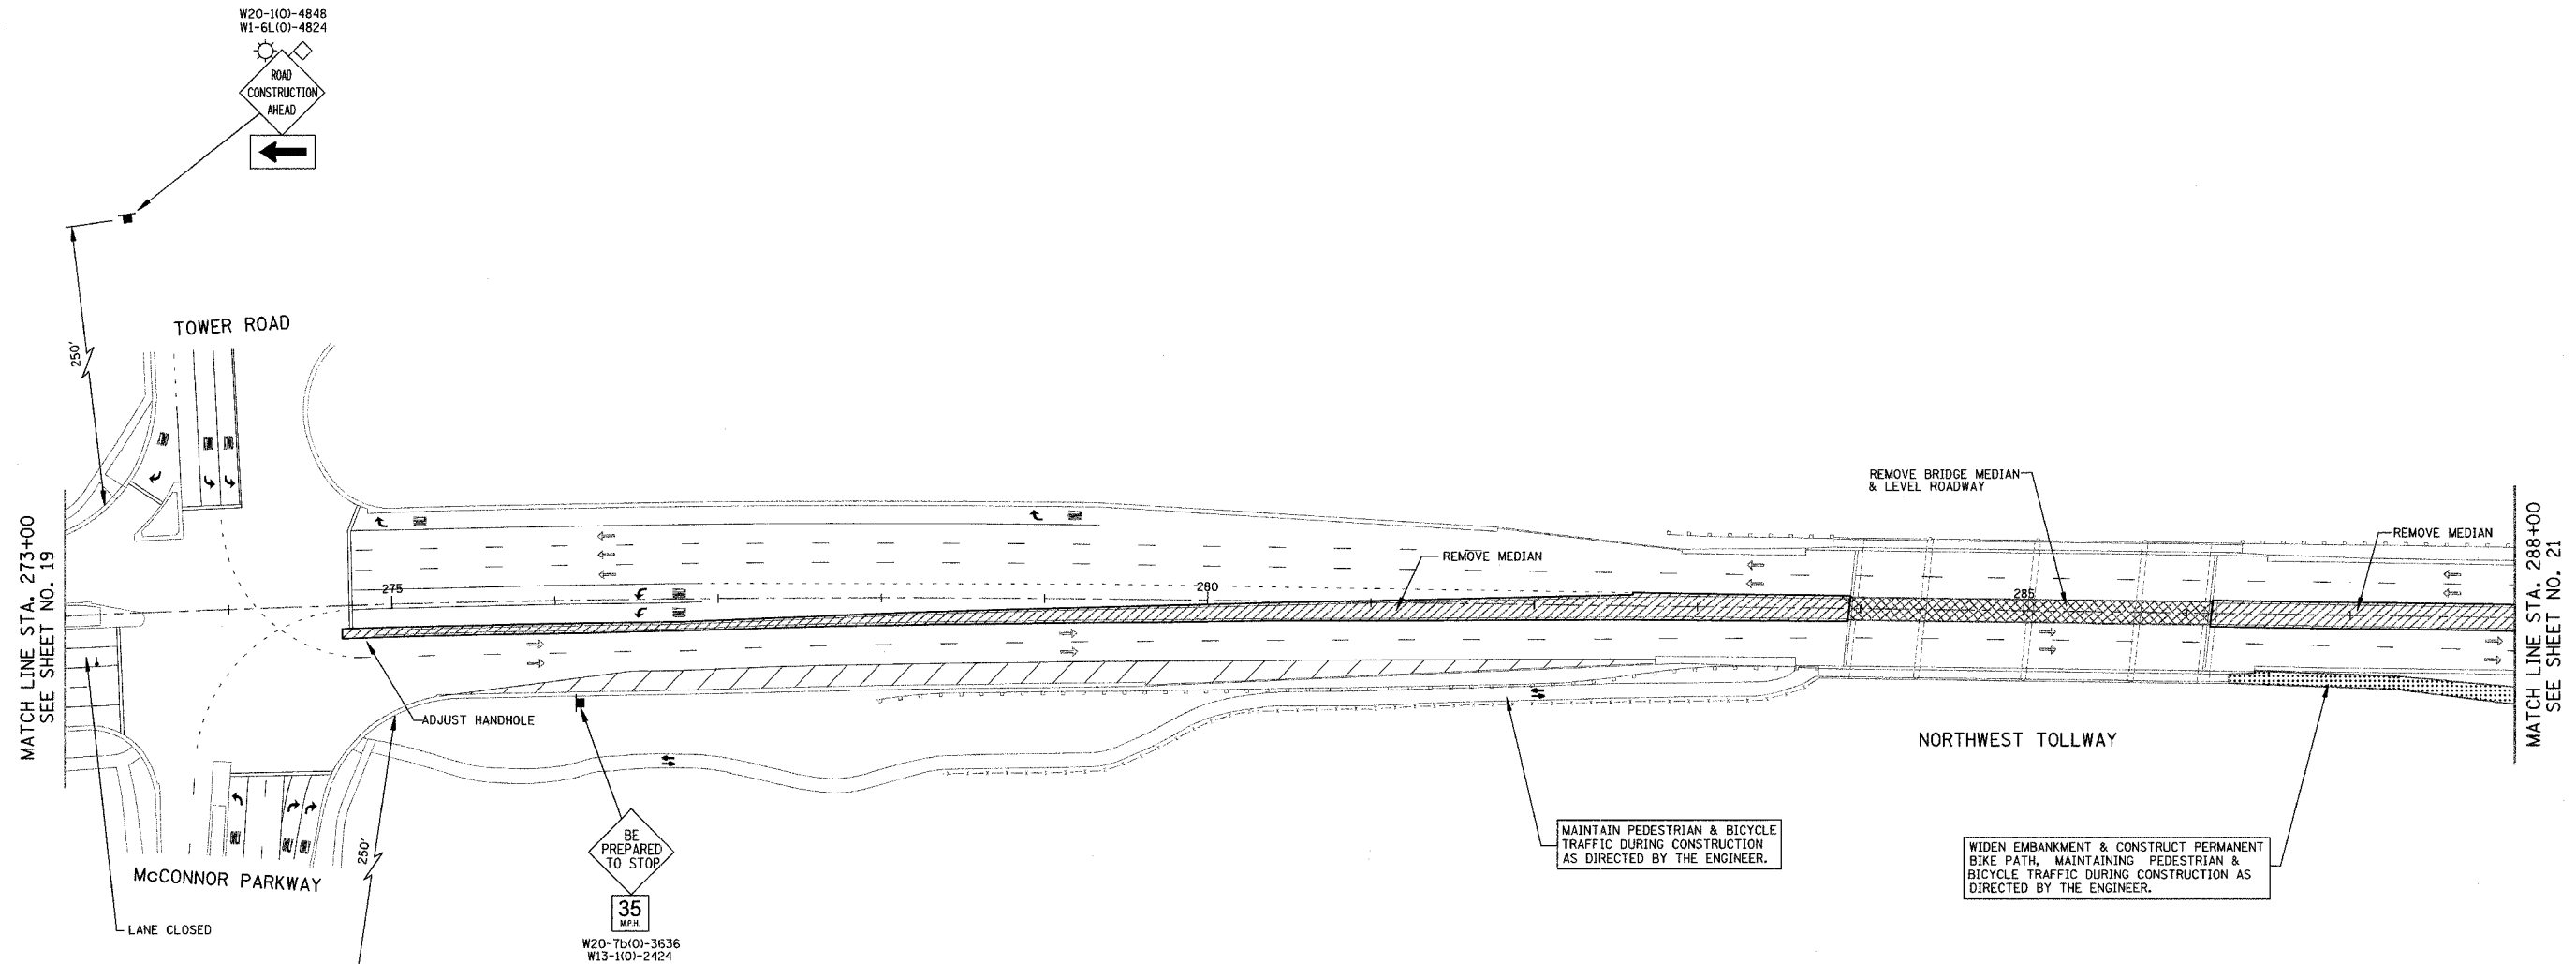 W20-1(O)-4848
W1-6L(O)-4824
ROAD
CONSTRUCTION
AHEAD
250'
TOWER ROAD
MATCH LINE STA. 273+00
SEE SHEET NO. 19
275
280
285
REMOVE BRIDGE MEDIAN
& LEVEL ROADWAY
REMOVE MEDIAN
REMOVE MEDIAN
MATCH LINE STA. 288+00
SEE SHEET NO. 21
ADJUST HANDHOLE
NORTHWEST TOLLWAY
250'
McCONNOR PARKWAY
LANE CLOSED
BE
PREPARED
TO STOP
35
M.P.H.
W20-7b(O)-3636
W13-1(O)-2424
MAINTAIN PEDESTRIAN & BICYCLE
TRAFFIC DURING CONSTRUCTION
AS DIRECTED BY THE ENGINEER.
WIDEN EMBANKMENT & CONSTRUCT PERMANENT
BIKE PATH, MAINTAINING PEDESTRIAN &
BICYCLE TRAFFIC DURING CONSTRUCTION AS
DIRECTED BY THE ENGINEER.